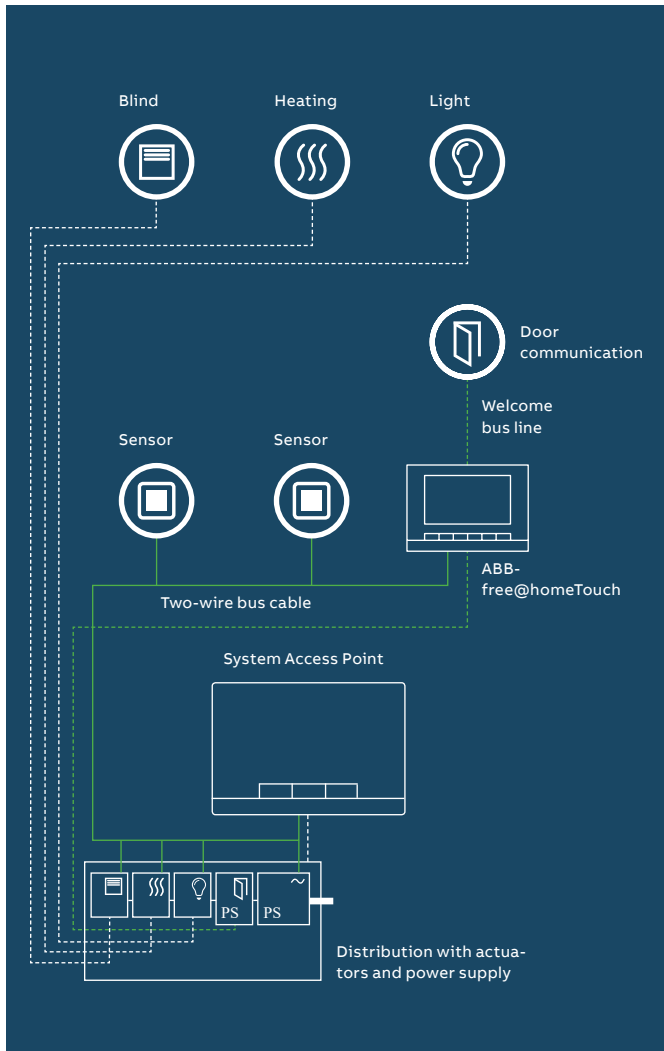 Blind
Heating
Light
Door
communication
Welcome
bus line
Sensor
Sensor
ABB-
free@homeTouch
Two-wire bus cable
System Access Point
PS
PS
Distribution with actua-
tors and power supply